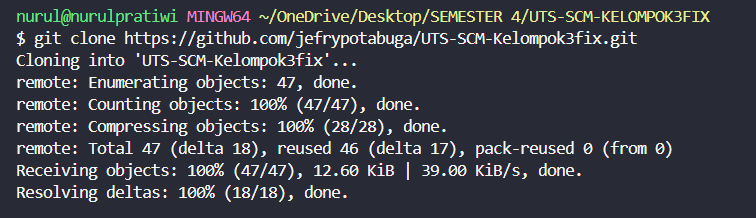 nurul@nurulpratiwi MINGW64 ~/OneDrive/Desktop/SEMESTER 4/UTS-SCM-KELOMPOK3FIX
$ git clone https://github.com/jefrypotabuga/UTS-SCM-Kelompok3fix.git
Cloning into 'UTS-SCM-Kelompok3fix'...
remote: Enumerating objects: 47, done.
remote: Counting objects: 100% (47/47), done.
remote: Compressing objects: 100% (28/28), done.
remote: Total 47 (delta 18), reused 46 (delta 17), pack-reused 0 (from 0)
Receiving objects: 100% (47/47), 12.60 KiB | 39.00 KiB/s, done.
Resolving deltas: 100% (18/18), done.